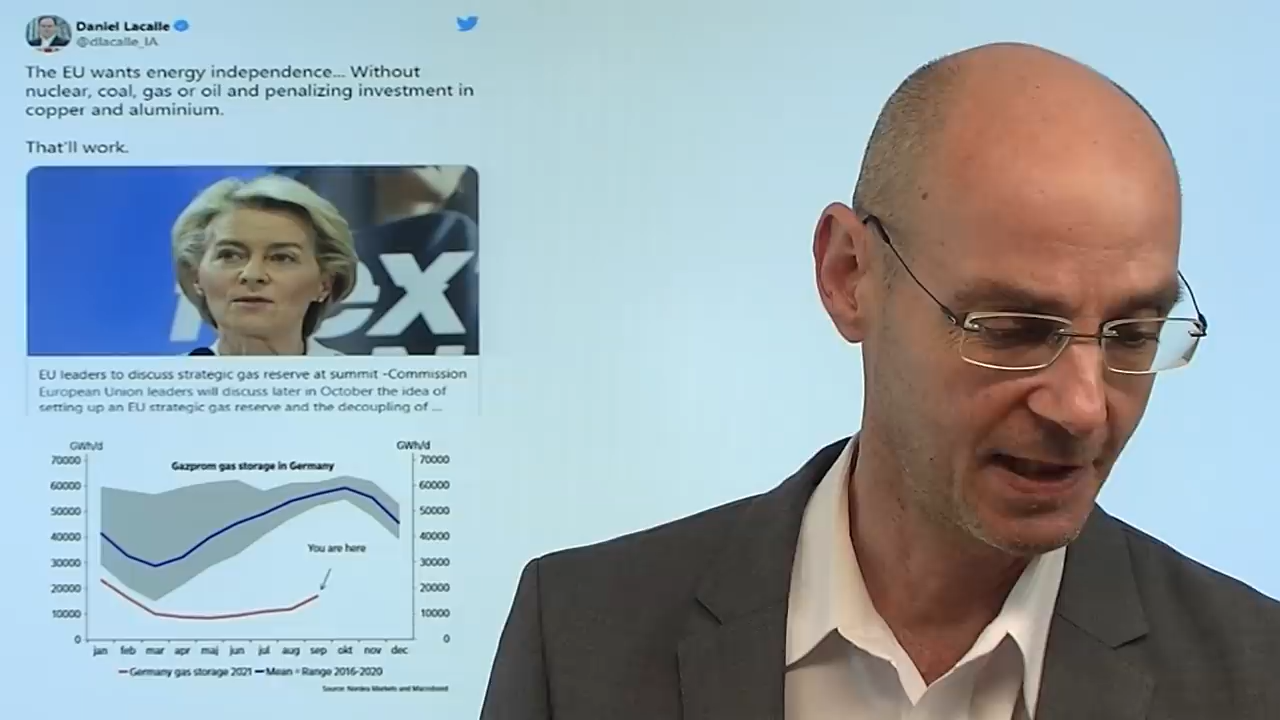 Daniel Lacalle
@dlacalle_IA
The EU wants energy independence... Without
nuclear, coal, gas or oil and penalizing investment in
copper and aluminium.
That'll work.
ex
EU leaders to discuss strategic gas reserve at summit -Commission
European Union leaders will discuss later in October the idea of
setting up an EU strategic gas reserve and the decoupling of ...
GWh/d GWh/d
Gazprom gas storage in Germany
70000 70000
60000 60000
50000 50000
You are here
40000 40000
30000 30000
20000 20000
10000 10000
0 0
jan feb mar apr maj jun jul aug sep okt nov dec
Germany gas storage 2021 Mean Range 2016-2020
Source: Nordea Markets and Macrobond